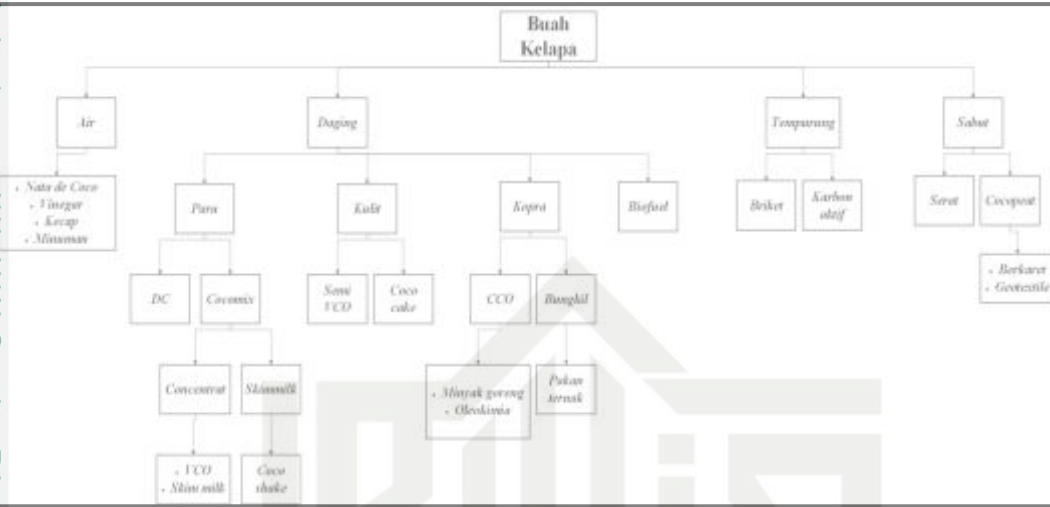 Buah
Kelapa
Air
Daging
Tempurung
Sabut
• Nata de Coco
• Vinegar
• Kecap
• Minuman
Para
Kulit
Kopra
Biofuel
Briket
Karbon
aktif
Serat
Cocopeat
• Berkaret
• Geotextile
DC
Cocomix
Semi
VCO
Coco
cake
CCO
Bungkil
Concentrat
Skimmilk
• Minyak goreng
• Oleokimia
Pakan
ternak
• VCO
• Skim milk
Coco
shake